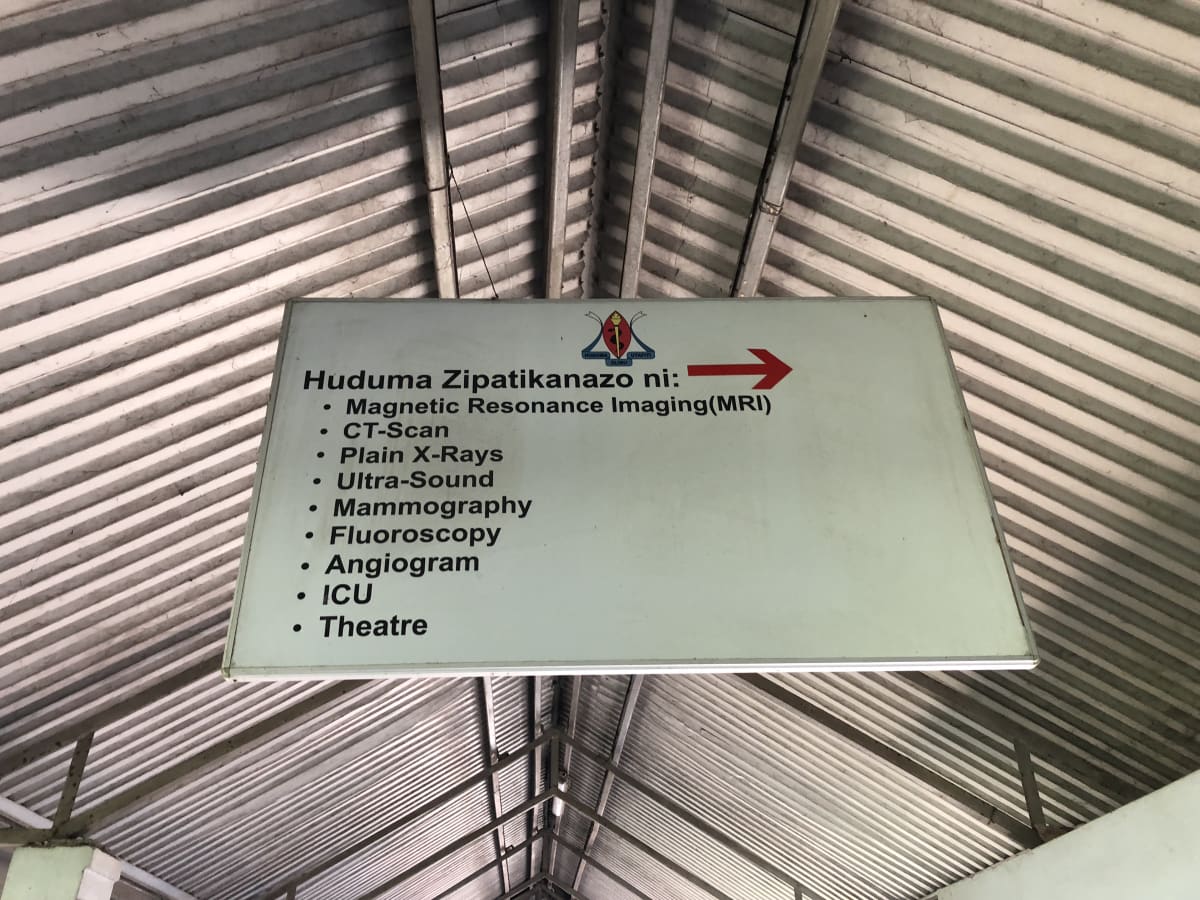 Huduma Zipatikanazo ni:
• Magnetic Resonance Imaging(MRI)
• CT-Scan
• Plain X-Rays
• Ultra-Sound
• Mammography
• Fluoroscopy
• Angiogram
• ICU
• Theatre